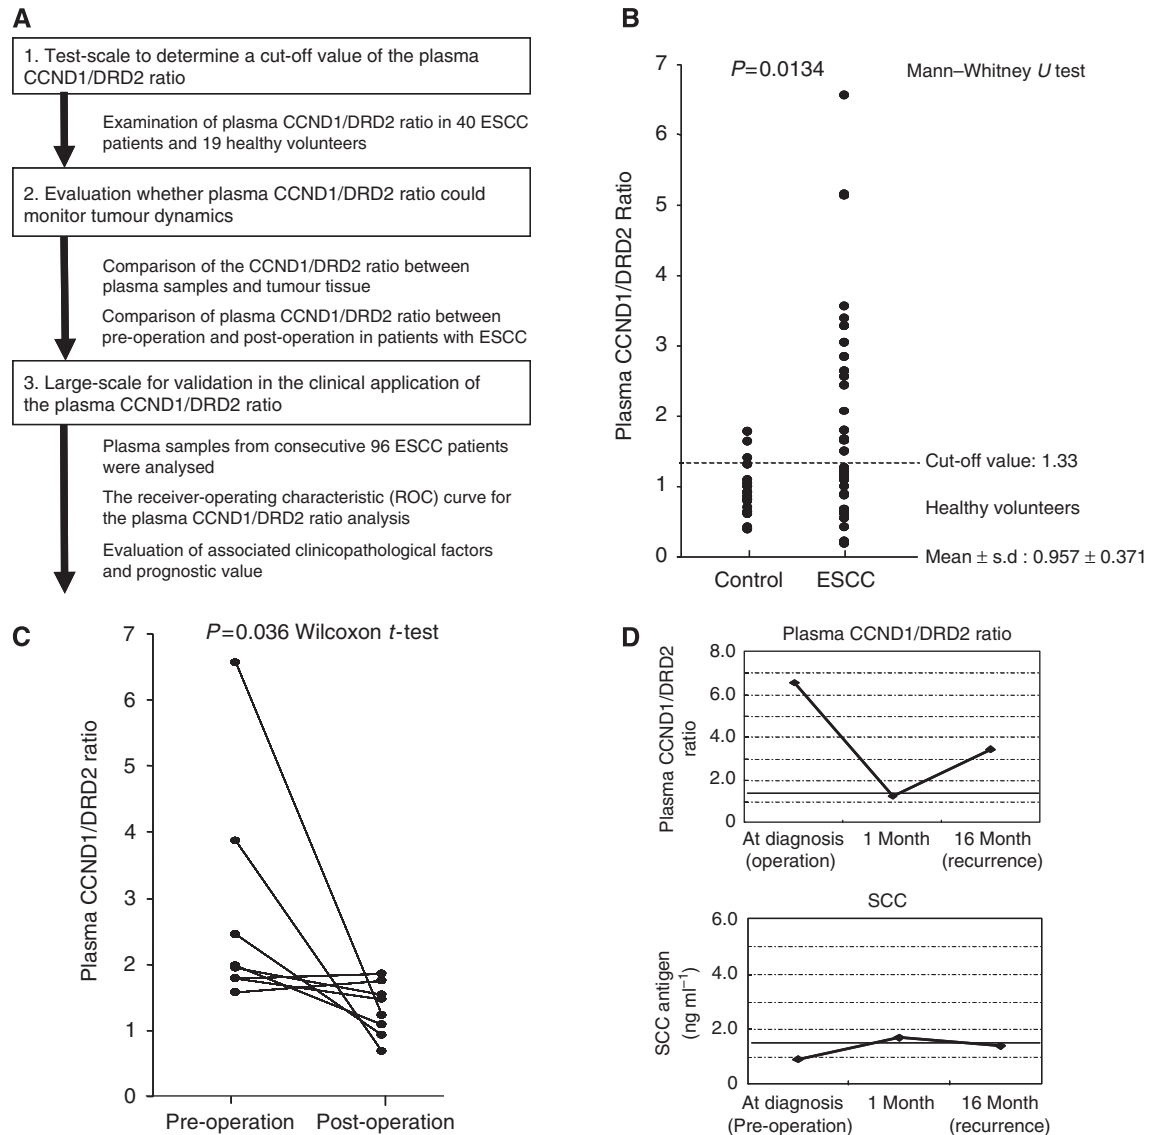 A
1. Test-scale to determine a cut-off value of the plasma
CCND1/DRD2 ratio
Examination of plasma CCND1/DRD2 ratio in 40 ESCC
patients and 19 healthy volunteers
2. Evaluation whether plasma CCND1/DRD2 ratio could
monitor tumour dynamics
Comparison of the CCND1/DRD2 ratio between
plasma samples and tumour tissue
Comparison of plasma CCND1/DRD2 ratio between
pre-operation and post-operation in patients with ESCC
3. Large-scale for validation in the clinical application of
the plasma CCND1/DRD2 ratio
Plasma samples from consecutive 96 ESCC patients
were analysed
The receiver-operating characteristic (ROC) curve for
the plasma CCND1/DRD2 ratio analysis
Evaluation of associated clinicopathological factors
and prognostic value
B
P=0.0134
Mann–Whitney U test
Plasma CCND1/DRD2 Ratio
7
6
5
4
3
2
1
0
Cut-off value: 1.33
Healthy volunteers
Mean ± s.d : 0.957 ± 0.371
Control
ESCC
C
P=0.036 Wilcoxon t-test
Plasma CCND1/DRD2 ratio
7
6
5
4
3
2
1
0
Pre-operation
Post-operation
D
Plasma CCND1/DRD2 ratio
Plasma CCND1/DRD2
ratio
8.0
6.0
4.0
2.0
0
At diagnosis
(operation)
1 Month
16 Month
(recurrence)
SCC
SCC antigen
(ng ml⁻¹)
6.0
4.0
2.0
0
At diagnosis
(Pre-operation)
1 Month
16 Month
(recurrence)